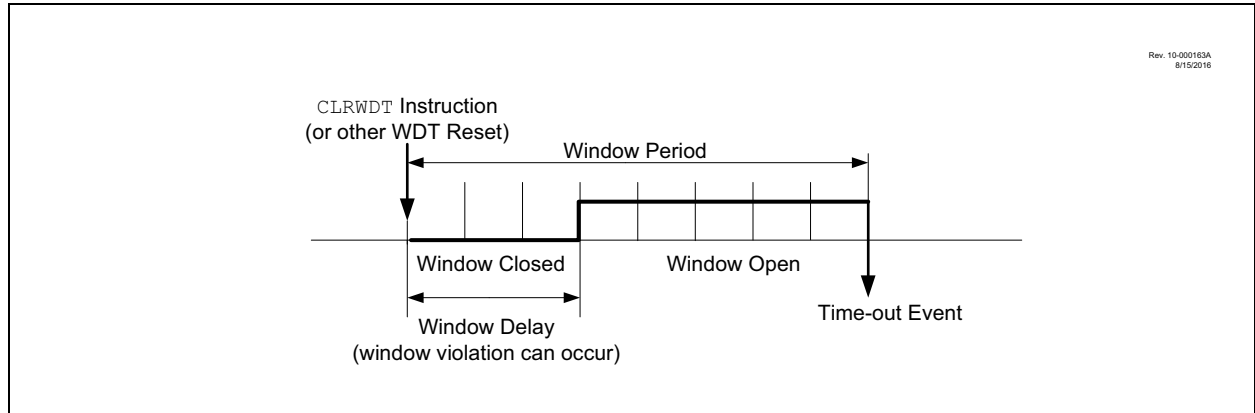 Rev. 10-000163A
8/15/2016
CLRWDT Instruction
(or other WDT Reset)
Window Period
Window Closed
Window Open
Window Delay
(window violation can occur)
Time-out Event